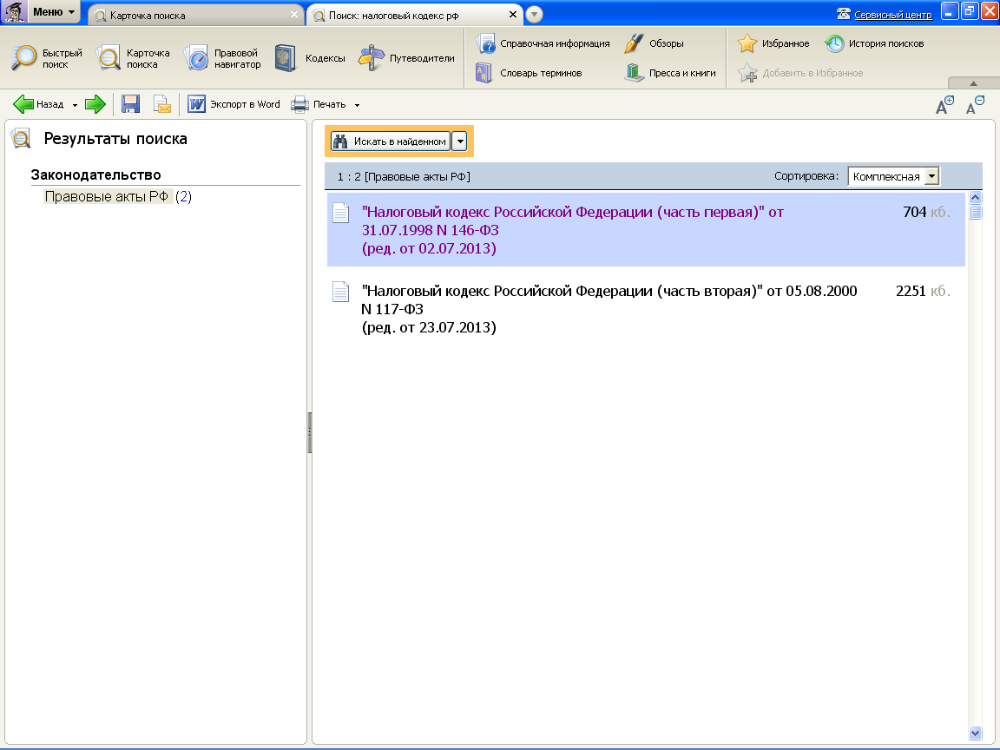 Меню
Карточка поиска
Поиск: налоговый кодекс рф
Сервисный центр
Быстрый
поиск
Карточка
поиска
Правовой
навигатор
Кодексы
Путеводители
Справочная информация
Словарь терминов
Обзоры
Пресса и книги
Избранное
История поисков
Добавить в Избранное
Назад
Экспорт в Word
Печать
Результаты поиска
Законодательство
Правовые акты РФ (2)
Искать в найденном
1 : 2 [Правовые акты РФ]
Сортировка:
Комплексная
"Налоговый кодекс Российской Федерации (часть первая)" от
31.07.1998 N 146-ФЗ
(ред. от 02.07.2013)
704 кб.
"Налоговый кодекс Российской Федерации (часть вторая)" от 05.08.2000
N 117-ФЗ
(ред. от 23.07.2013)
2251 кб.